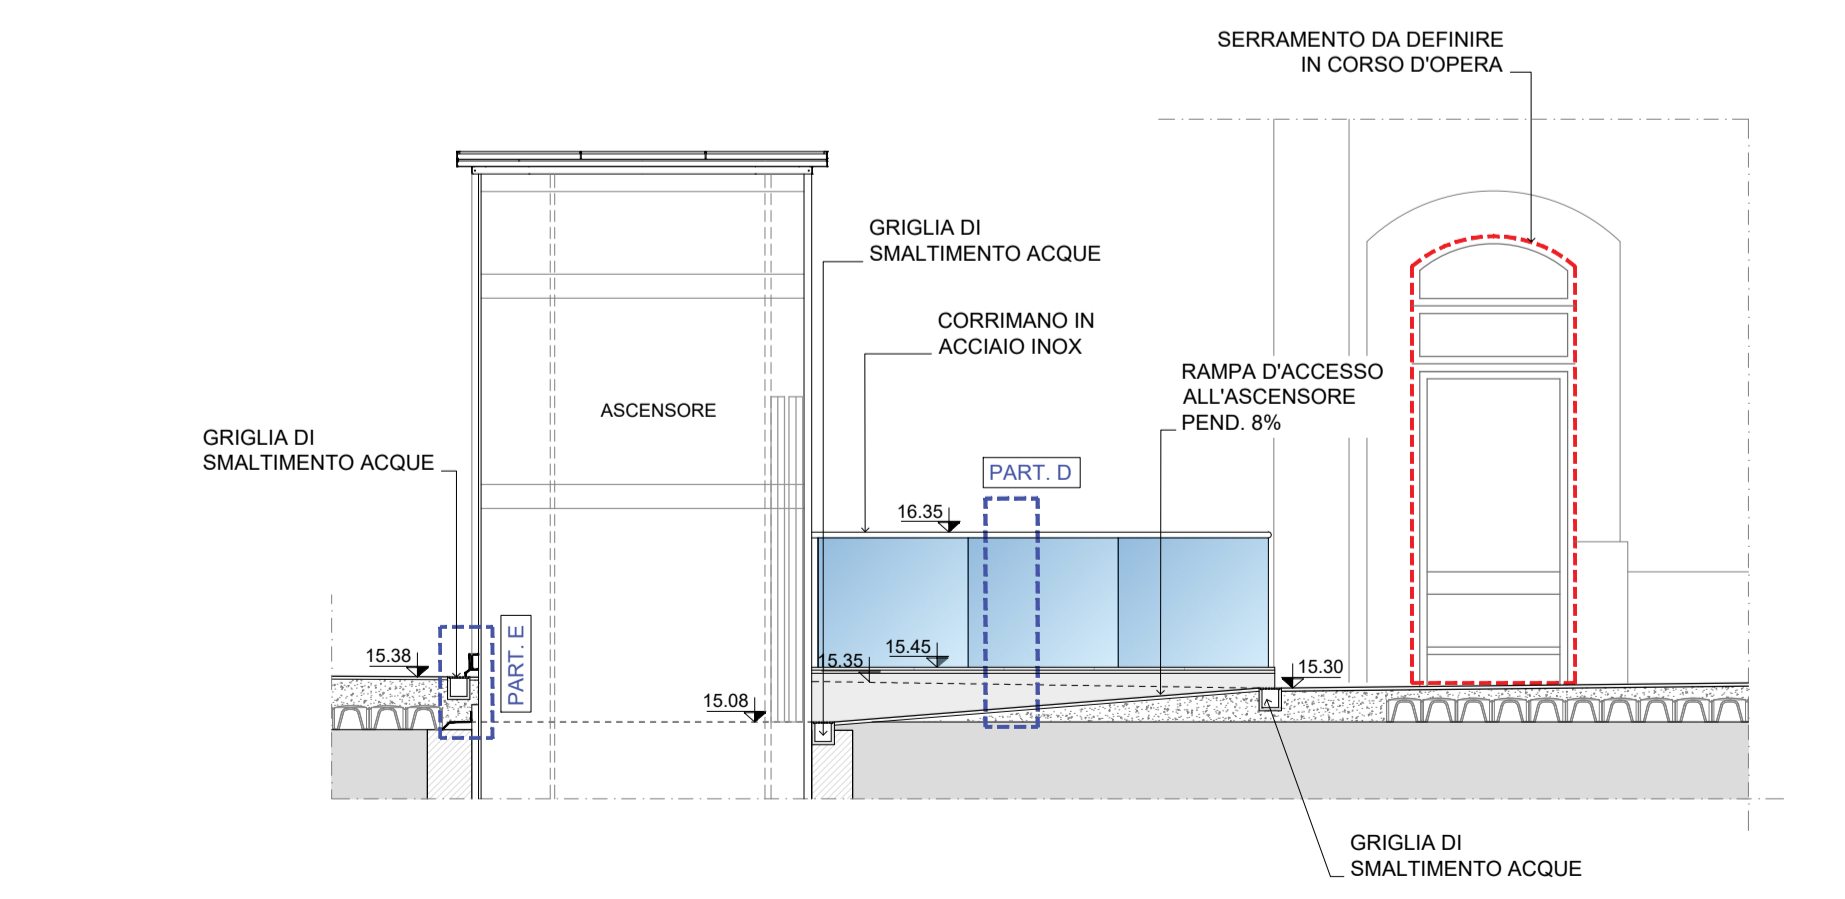 SERRAMENTO DA DEFINIRE
IN CORSO D'OPERA
GRIGLIA DI
SMALTIMENTO ACQUE
CORRIMANO IN
ACCIAIO INOX
RAMPA D'ACCESSO
ALL'ASCENSORE
PEND. 8%
ASCENSORE
GRIGLIA DI
SMALTIMENTO ACQUE
PART. D
16.35
PART. E
15.38
15.45
15.35
15.30
15.08
GRIGLIA DI
SMALTIMENTO ACQUE